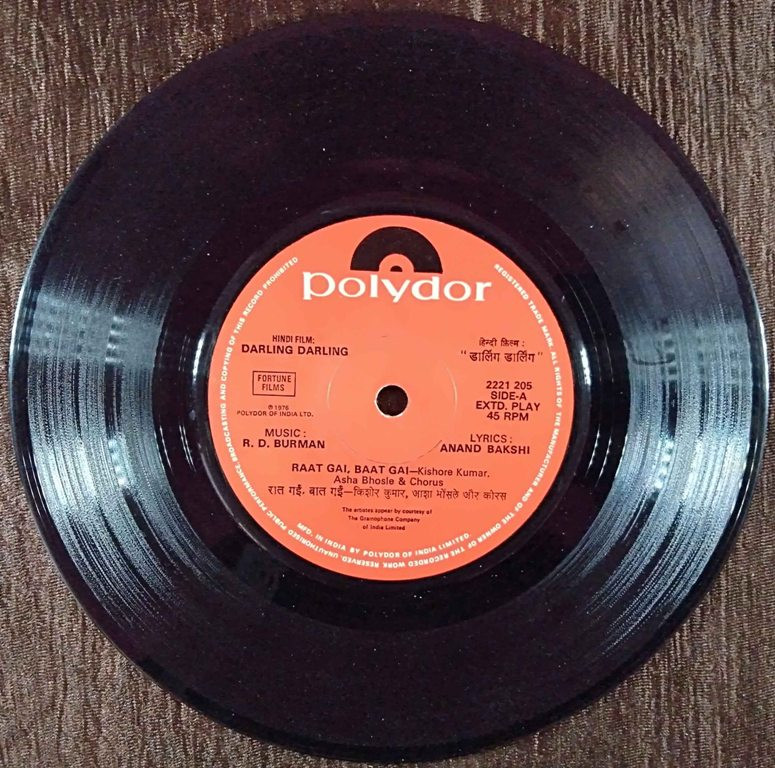 polydor
HINDI FILM:
DARLING DARLING
हिन्दी फ़िल्म :
"डार्लिंग डार्लिंग"
FORTUNE
FILMS
℗ 1976
POLYDOR OF INDIA LTD.
2221 205
SIDE-A
EXTD. PLAY
45 RPM
MUSIC :
R. D. BURMAN
LYRICS :
ANAND BAKSHI
RAAT GAI, BAAT GAI—Kishore Kumar,
Asha Bhosle & Chorus
रात गई, बात गई—किशोर कुमार, आशा भोंसले और कोरस
The artistes appear by courtesy of
The Gramophone Company
of India Limited
REGISTERED TRADE MARK. ALL RIGHTS OF THE MANUFACTURER AND OF THE OWNER OF THE RECORDED WORK RESERVED. UNAUTHORISED PUBLIC PERFORMANCE BROADCASTING AND COPYING OF THIS RECORD PROHIBITED
MFD. IN INDIA BY POLYDOR OF INDIA LIMITED.